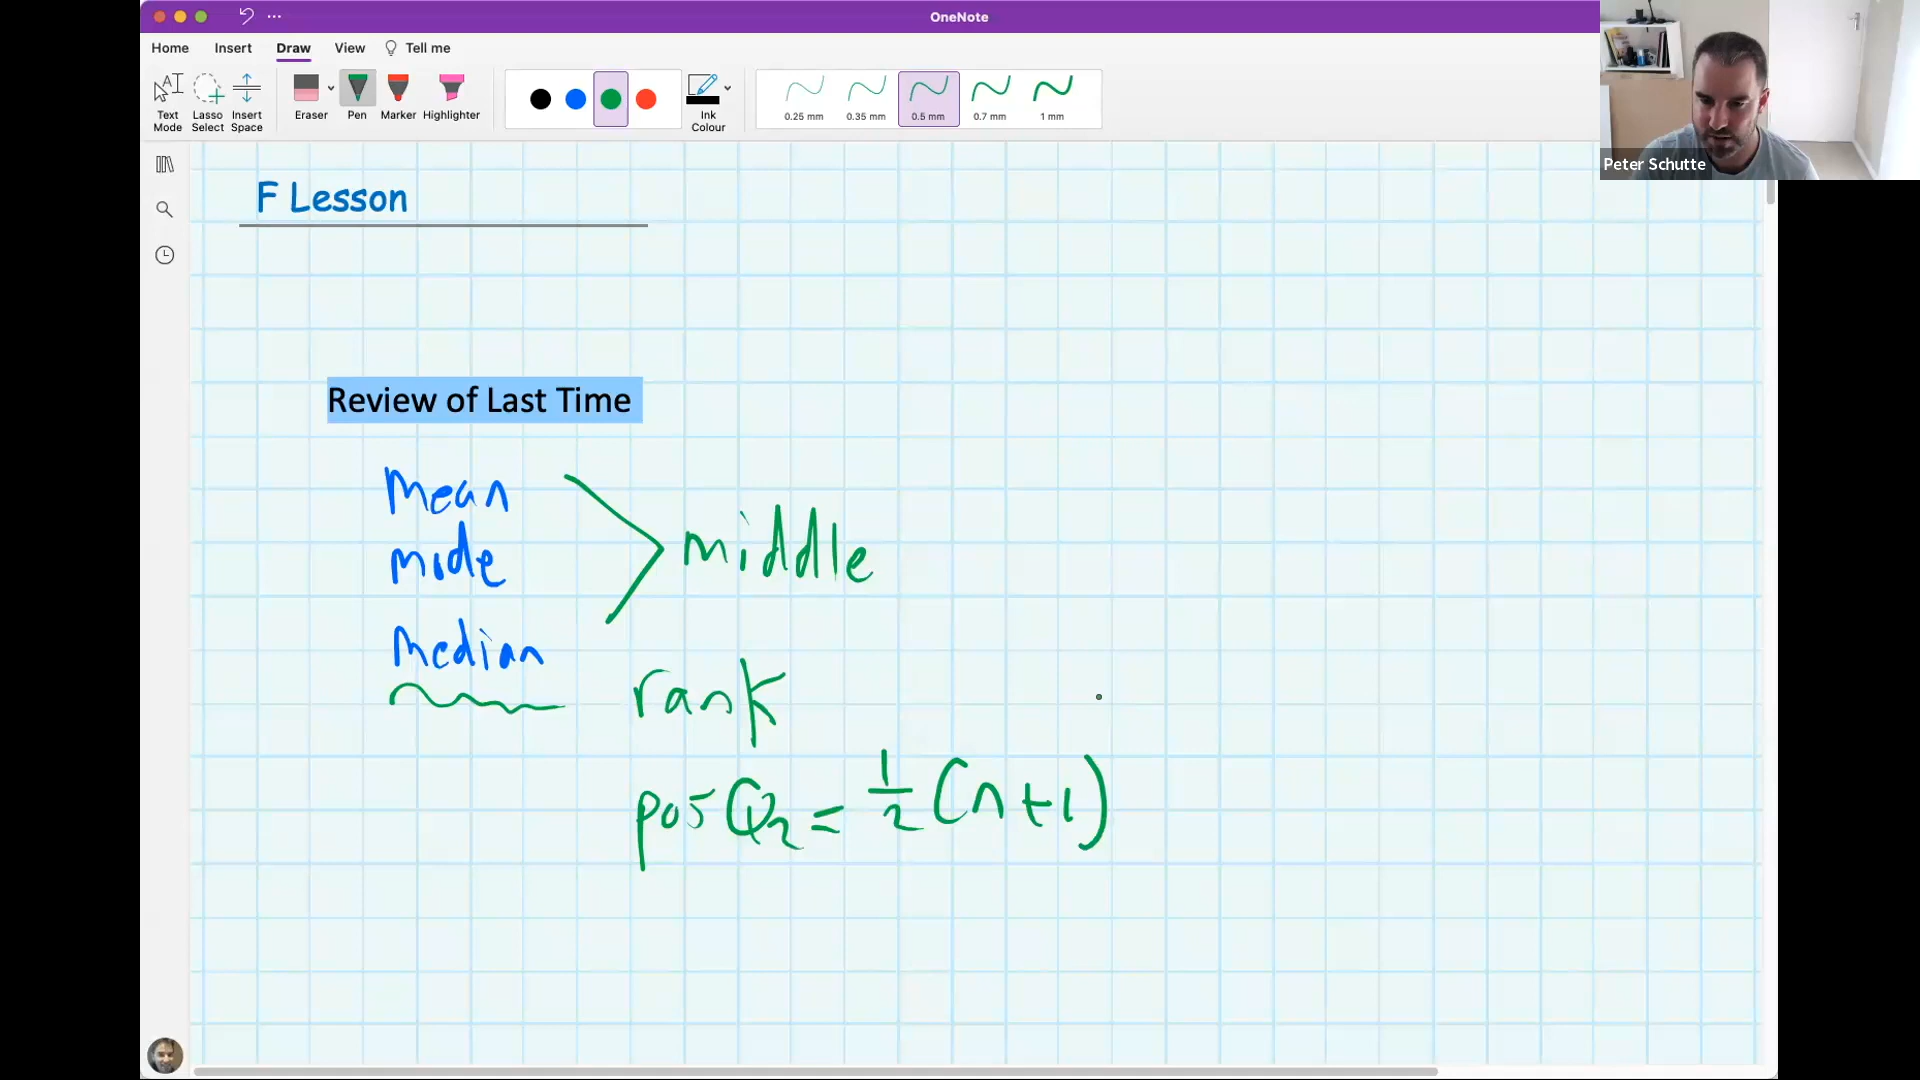 OneNote
Home Insert Draw View Tell me
Text Mode
Lasso Select
Insert Space
Eraser
Pen
Marker
Highlighter
Ink Colour
0.25 mm
0.35 mm
0.5 mm
0.7 mm
1 mm
Peter Schutte
F Lesson
Review of Last Time
Mean
mode
middle
Median
rank
pos Q2 = 1/2 (n+1)